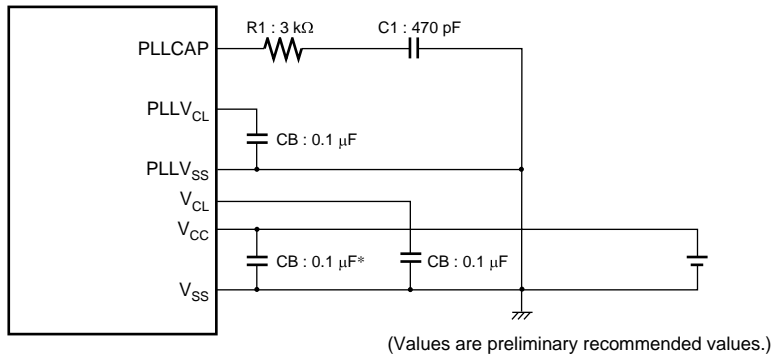 R1 : 3 kΩ
C1 : 470 pF
PLLCAP
PLLVCL
CB : 0.1 μF
PLLVSS
VCL
VCC
CB : 0.1 μF*
CB : 0.1 μF
VSS
(Values are preliminary recommended values.)